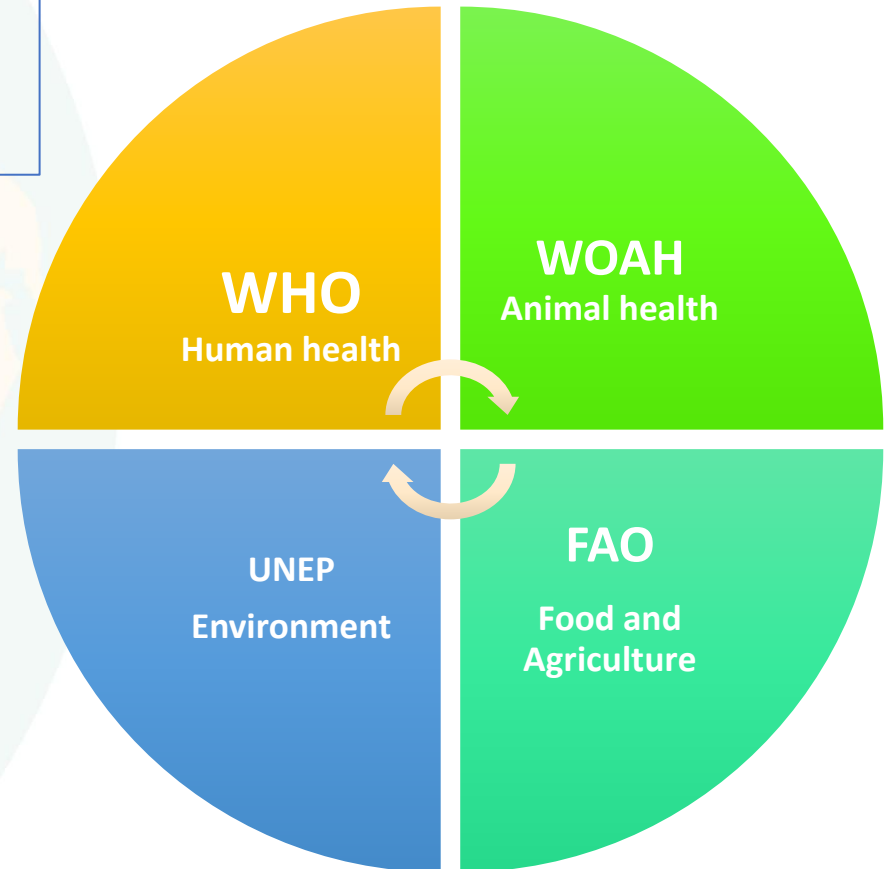 WHO
Human health
WOAH
Animal health
UNEP
Environment
FAO
Food and
Agriculture